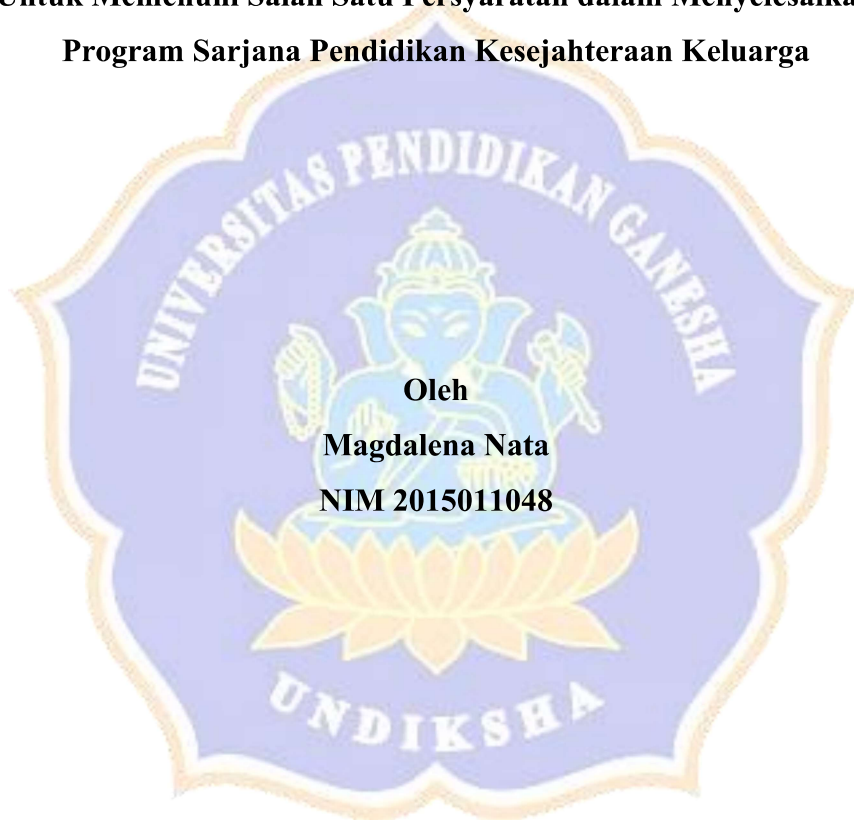 Untuk Memenuhi Salah Satu Persyaratan dalam Menyelesaika
Program Sarjana Pendidikan Kesejahteraan Keluarga
UNIVERSITAS PENDIDIKAN GANESHA
Oleh
Magdalena Nata
NIM 2015011048
UNDIKSHA